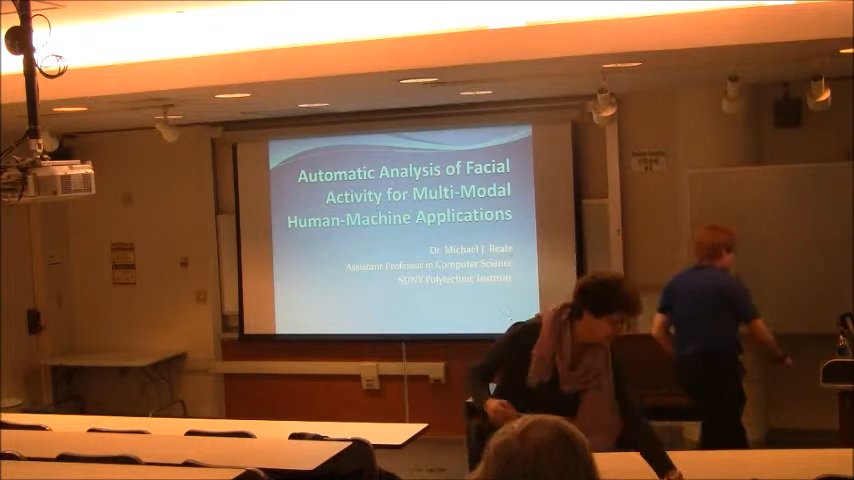 Automatic Analysis of Facial
Activity for Multi-Modal
Human-Machine Applications
Dr. Michael J. Reale
Assistant Professor in Computer Science
SUNY Polytechnic Institute